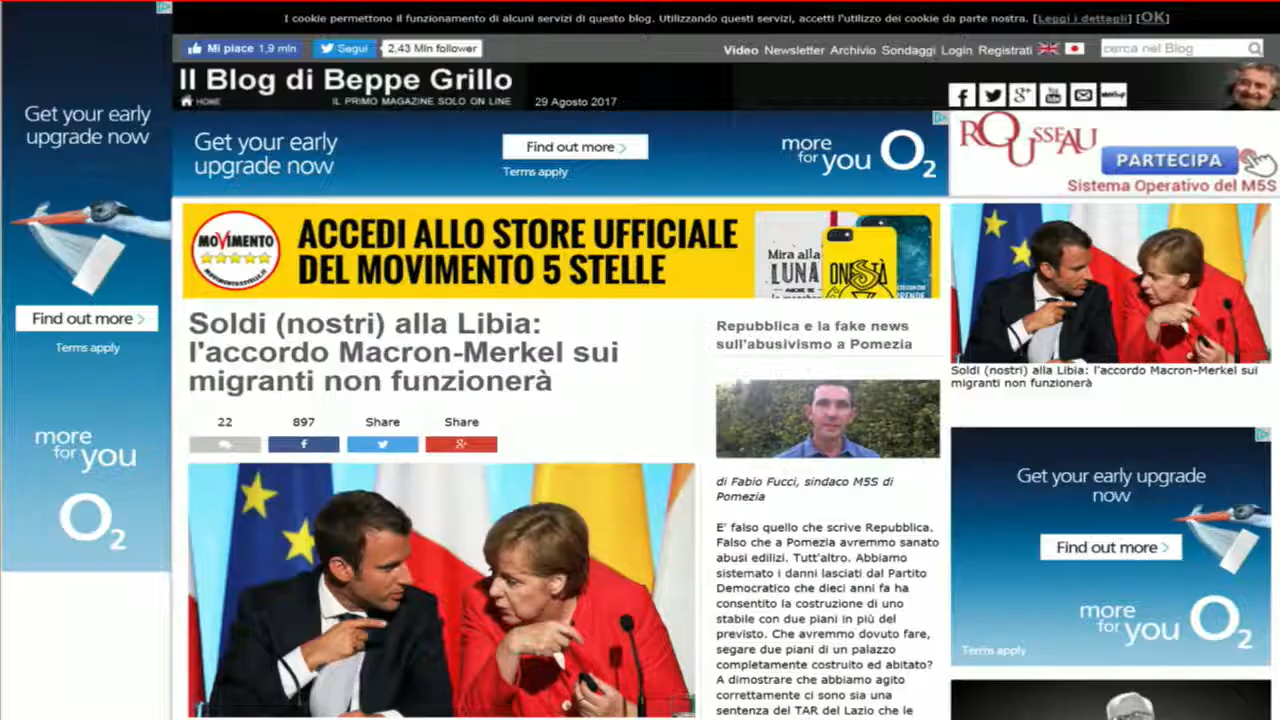 I cookie permettono il funzionamento di alcuni servizi di questo blog. Utilizzando questi servizi, accetti l'utilizzo dei cookie da parte nostra. [Leggi i dettagli] [OK]
Mi piace 1,9 mln
Segui
2,43 Mln follower
Video Newsletter Archivio Sondaggi Login Registrati
cerca nel Blog
Il Blog di Beppe Grillo
HOME
IL PRIMO MAGAZINE SOLO ON LINE
29 Agosto 2017
Get your early
upgrade now
Find out more >
Terms apply
more
for you
O2
Get your early
upgrade now
Find out more >
Terms apply
more
for you O2
ROUSSEAU
PARTECIPA
Sistema Operativo del M5S
MOVIMENTO
MOVIMENTO5STELLE.IT
ACCEDI ALLO STORE UFFICIALE
DEL MOVIMENTO 5 STELLE
Mira alla
LUNA
ONESTÀ
Soldi (nostri) alla Libia:
l'accordo Macron-Merkel sui
migranti non funzionerà
22
897
Share
Share
Repubblica e la fake news
sull'abusivismo a Pomezia
di Fabio Fucci, sindaco M5S di
Pomezia
E' falso quello che scrive Repubblica.
Falso che a Pomezia avremmo sanato
abusi edilizi. Tutt'altro. Abbiamo
sistemato i danni lasciati dal Partito
Democratico che dieci anni fa ha
consentito la costruzione di uno
stabile con due piani in più del
previsto. Che avremmo dovuto fare,
segare due piani di un palazzo
completamente costruito ed abitato?
A dimostrare che abbiamo agito
correttamente ci sono sia una
sentenza del TAR del Lazio che le
Soldi (nostri) alla Libia: l'accordo Macron-Merkel sui
migranti non funzionerà
Get your early upgrade
now
Find out more >
more
for you O2
Terms apply